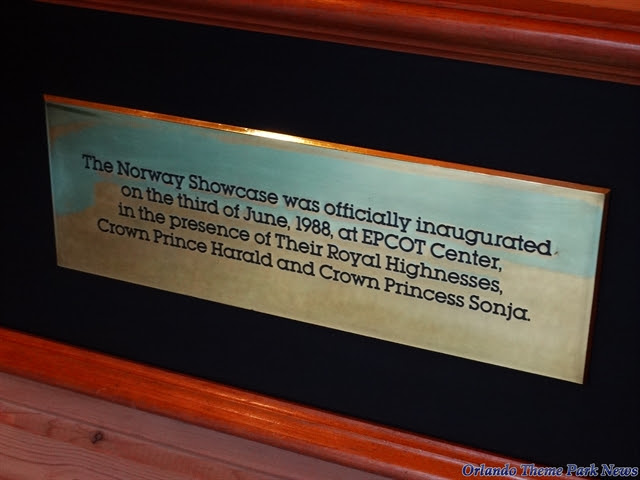 The Norway Showcase was officially inaugurated
on the third of June, 1988, at EPCOT Center,
in the presence of Their Royal Highnesses,
Crown Prince Harald and Crown Princess Sonja.
Orlando Theme Park News